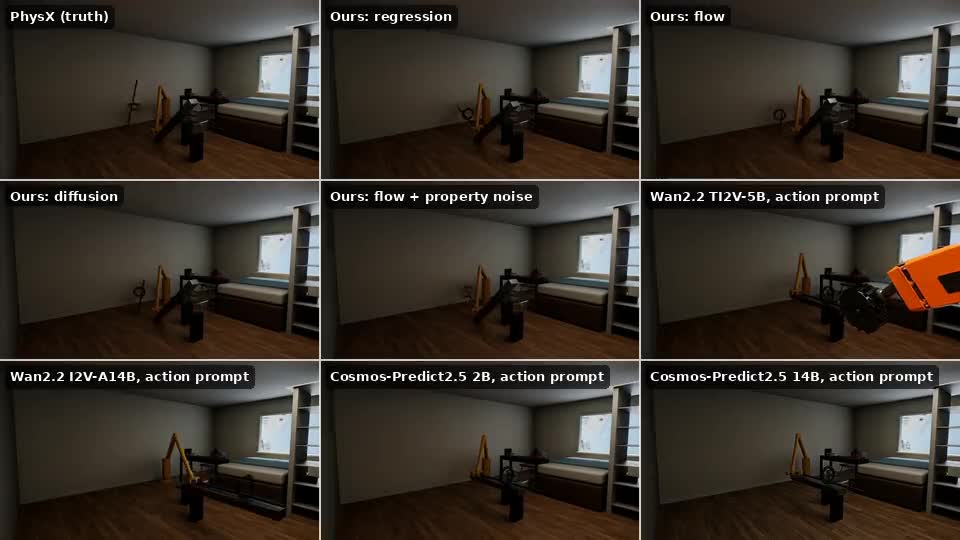 PhysX (truth)
Ours: regression
Ours: flow
Ours: diffusion
Ours: flow + property noise
Wan2.2 TI2V-5B, action prompt
Wan2.2 I2V-A14B, action prompt
Cosmos-Predict2.5 2B, action prompt
Cosmos-Predict2.5 14B, action prompt